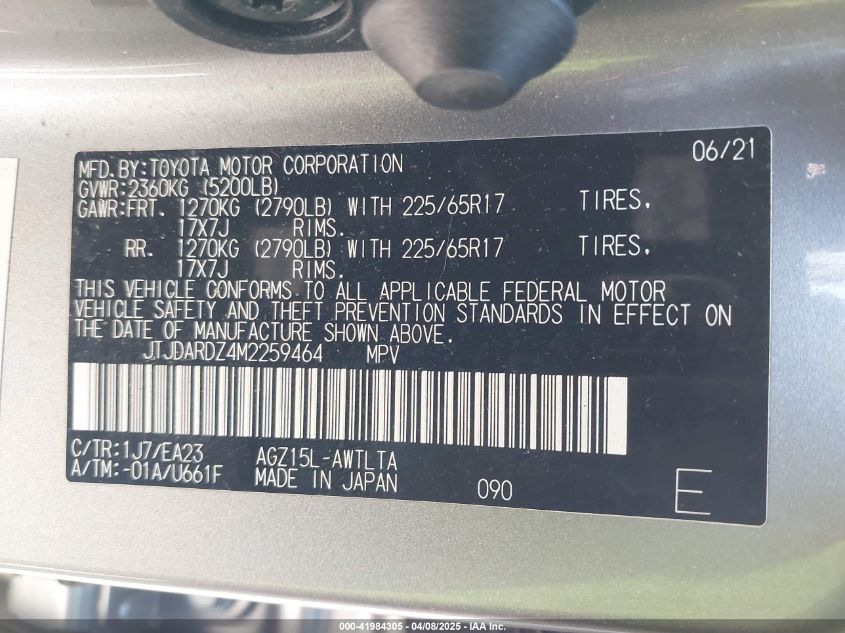 MFD.BY:TOYOTA MOTOR CORPORATION 06/21
GVWR:2360KG (5200LB)
GAWR:FRT. 1270KG (2790LB) WITH 225/65R17 TIRES.
17X7J RIMS.
RR. 1270KG (2790LB) WITH 225/65R17 TIRES.
17X7J RIMS.
THIS VEHICLE CONFORMS TO ALL APPLICABLE FEDERAL MOTOR
VEHICLE SAFETY AND THEFT PREVENTION STANDARDS IN EFFECT ON
THE DATE OF MANUFACTURE SHOWN ABOVE.
JTJDARDZ4M2259464 MPV
C/TR:1J7/EA23 AGZ15L-AWTLTA
A/TM:-01A/U661F MADE IN JAPAN 090 E
000-41984305 - 04/08/2025 - IAA Inc.